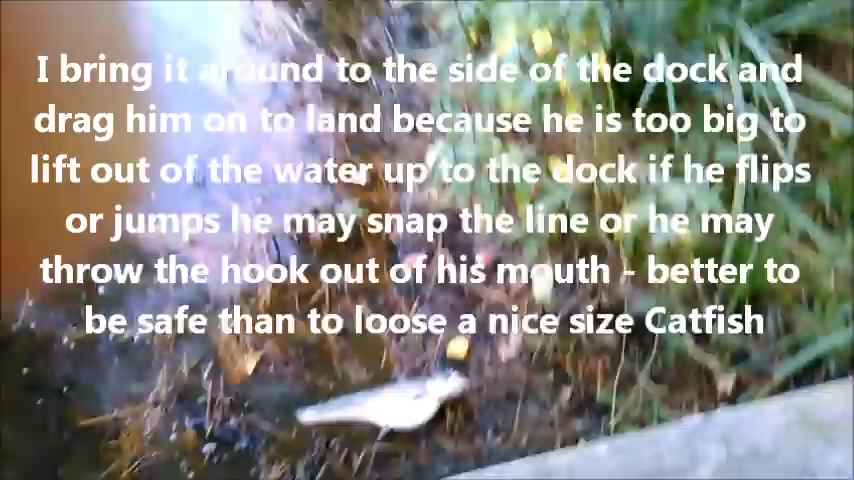 I bring it around to the side of the dock and
drag him on to land because he is too big to
lift out of the water up to the dock if he flips
or jumps he may snap the line or he may
throw the hook out of his mouth - better to
be safe than to loose a nice size Catfish